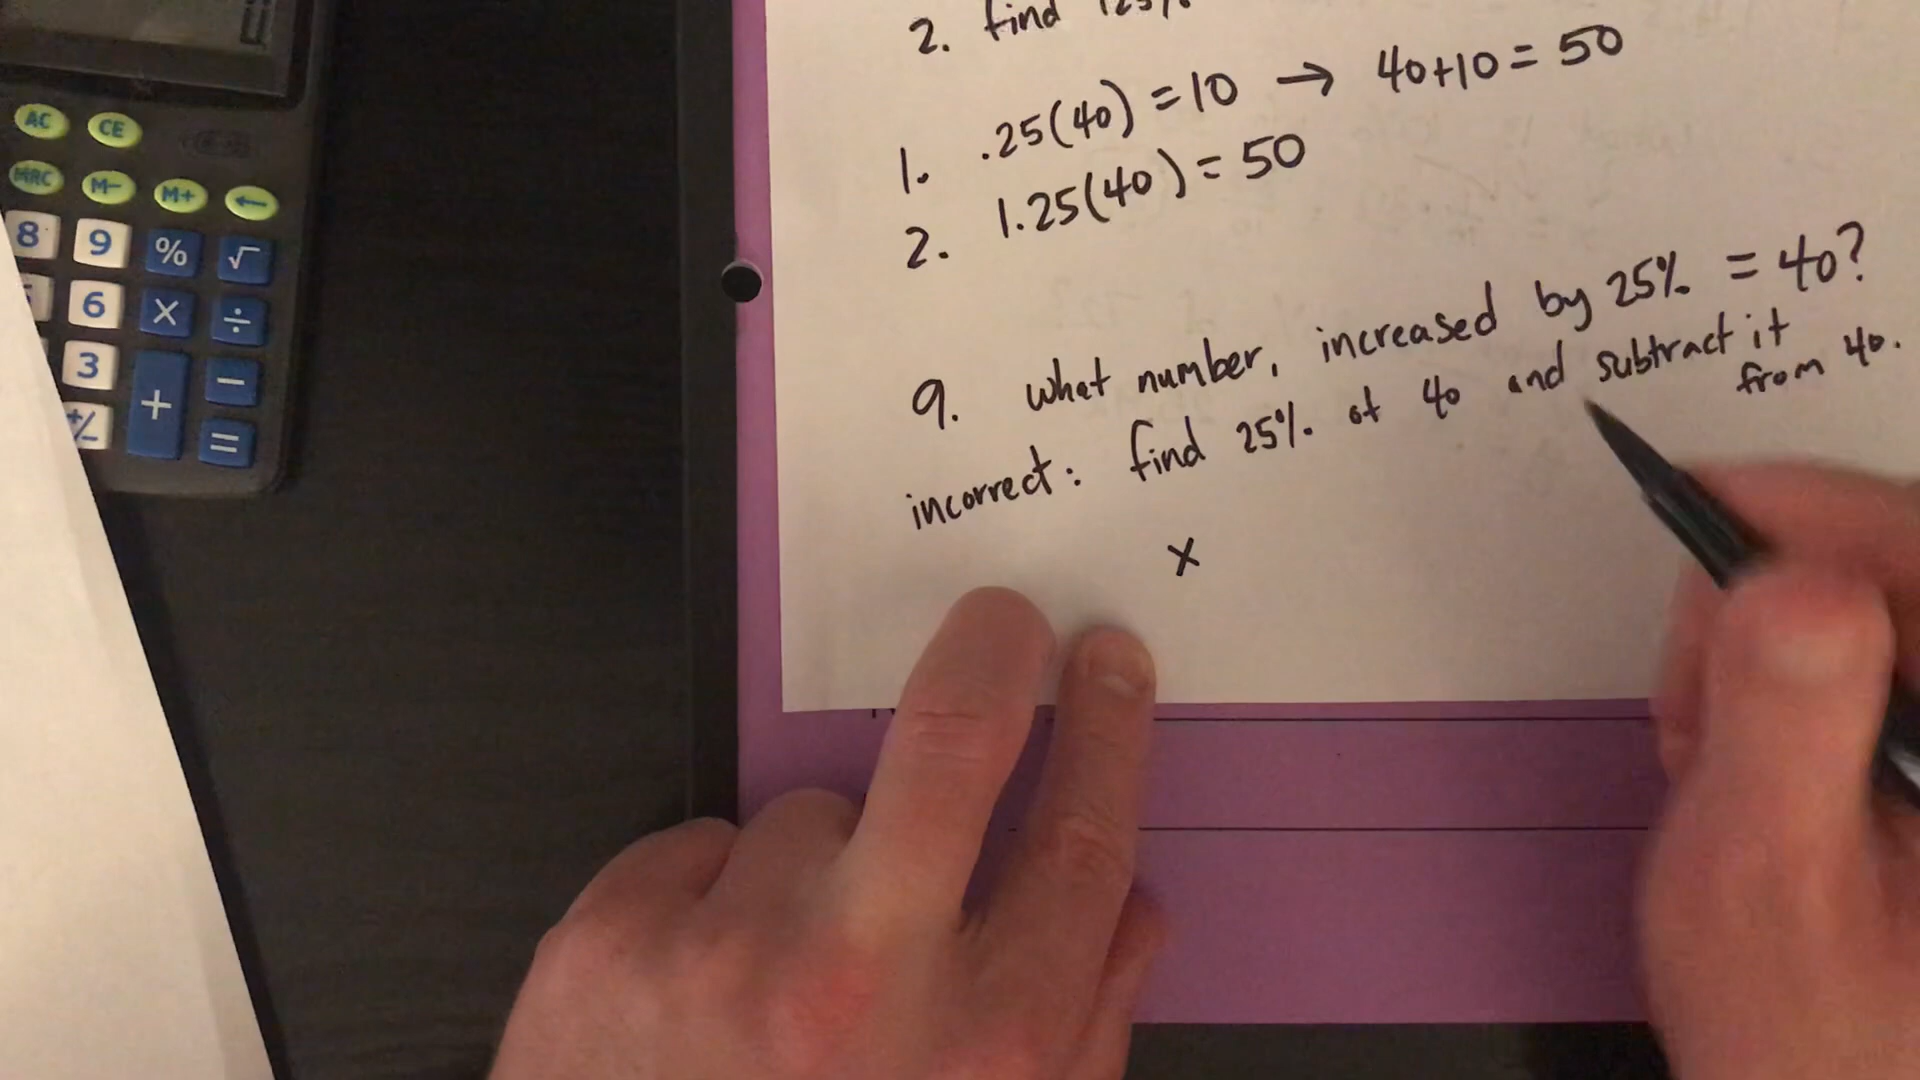 2. find 125%
1. .25(40) = 10 → 40+10 = 50
2. 1.25(40) = 50
9. what number, increased by 25% = 40?
incorrect: find 25% of 40 and subtract it
from 40.
x
AC CE
MRC M- M+ ←
8 9 % √
6 X ÷
3 + −
+/- =